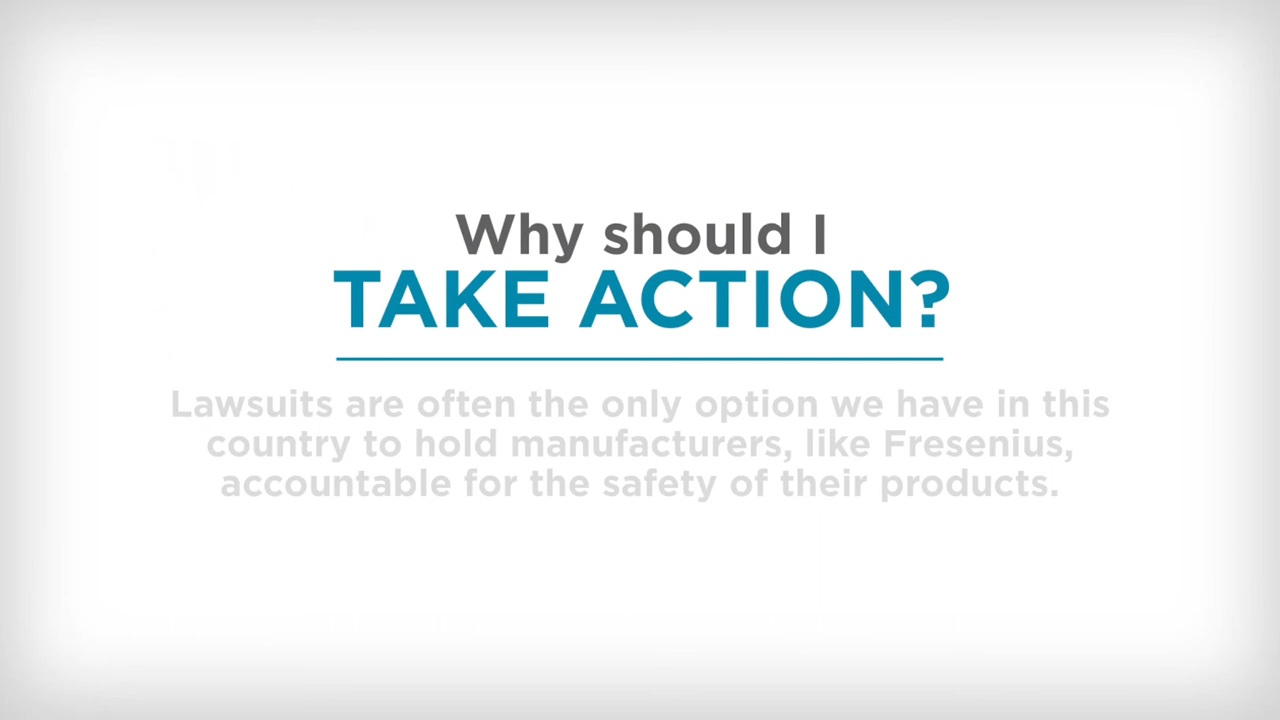 Why should I
TAKE ACTION?
Lawsuits are often the only option we have in this
country to hold manufacturers, like Fresenius,
accountable for the safety of their products.